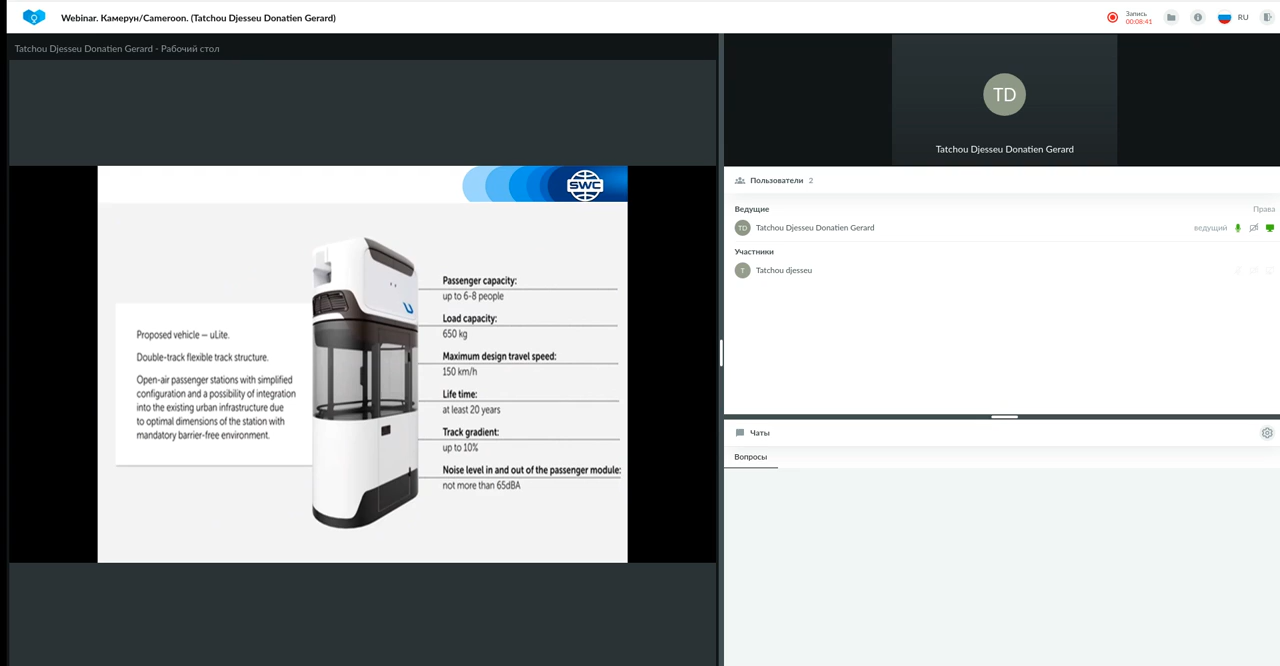 Webinar. Камерун/Cameroon. (Tatchou Djesseu Donatien Gerard)
Запись
00:08:41
RU
Tatchou Djesseu Donatien Gerard - Рабочий стол
SWC
Proposed vehicle – uLite.
Double-track flexible track structure.
Open-air passenger stations with simplified
configuration and a possibility of integration
into the existing urban infrastructure due
to optimal dimensions of the station with
mandatory barrier-free environment.
Passenger capacity:
up to 6-8 people
Load capacity:
650 kg
Maximum design travel speed:
150 km/h
Life time:
at least 20 years
Track gradient:
up to 10%
Noise level in and out of the passenger module:
not more than 65dBA
TD
Tatchou Djesseu Donatien Gerard
Пользователи 2
Ведущие Права
TD Tatchou Djesseu Donatien Gerard ведущий
Участники
T Tatchou djesseu
Чаты
Вопросы